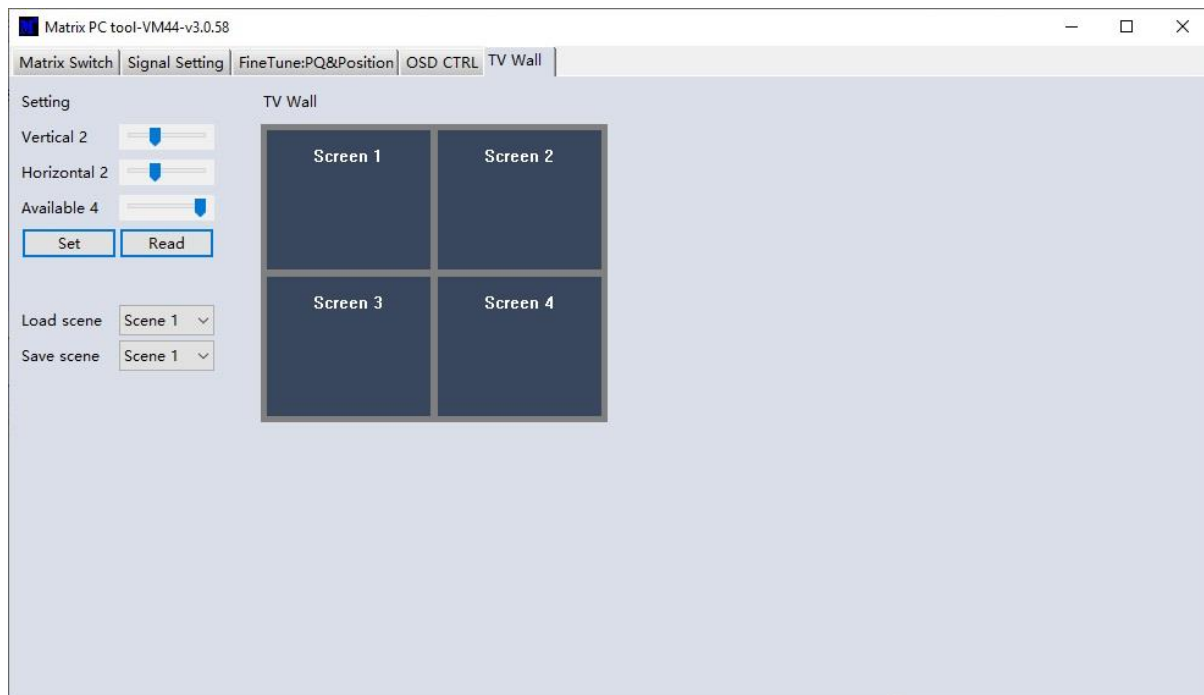 Matrix PC tool-VM44-v3.0.58
Matrix Switch Signal Setting FineTune:PQ&Position OSD CTRL TV Wall
Setting TV Wall
Vertical 2
Horizontal 2
Available 4
Set Read
Load scene Scene 1
Save scene Scene 1
Screen 1 Screen 2
Screen 3 Screen 4